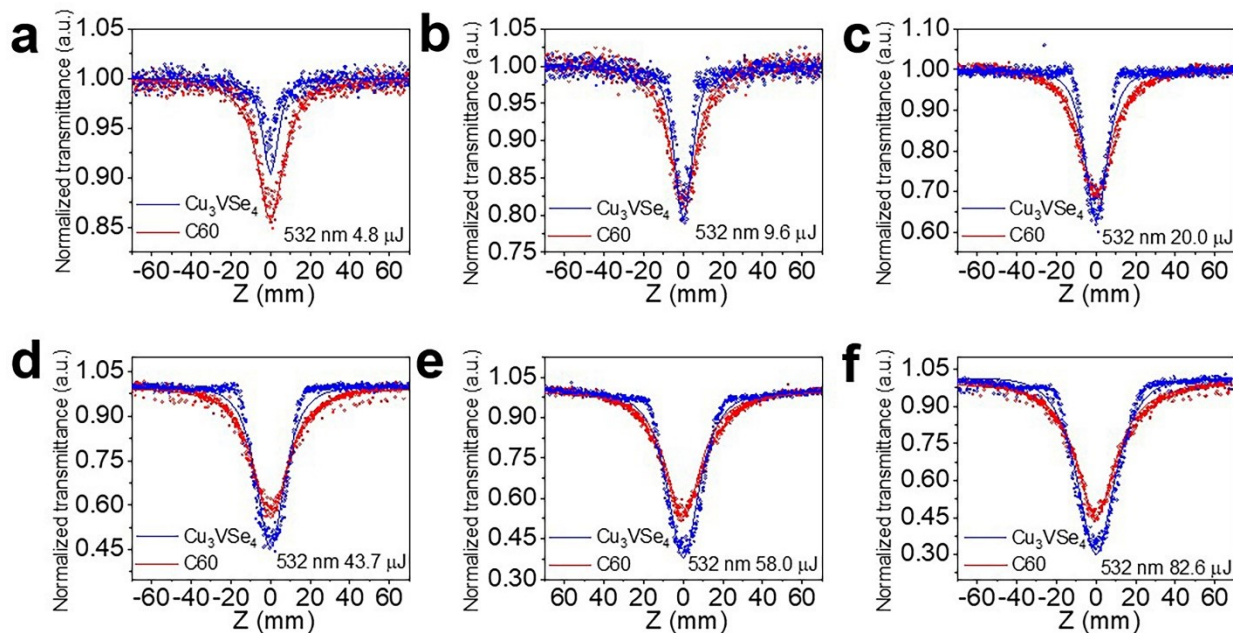 a
Normalized transmittance (a.u.)
1.05
1.00
0.95
0.90
0.85
Cu₃VSe₄
C60
532 nm 4.8 μJ
-60 -40 -20 0 20 40 60
Z (mm)
b
Normalized transmittance (a.u.)
1.05
1.00
0.95
0.90
0.85
0.80
0.75
Cu₃VSe₄
C60
532 nm 9.6 μJ
-60 -40 -20 0 20 40 60
Z (mm)
c
Normalized transmittance (a.u.)
1.10
1.00
0.90
0.80
0.70
0.60
Cu₃VSe₄
C60
532 nm 20.0 μJ
-60 -40 -20 0 20 40 60
Z (mm)
d
Normalized transmittance (a.u.)
1.05
0.90
0.75
0.60
0.45
Cu₃VSe₄
C60
532 nm 43.7 μJ
-60 -40 -20 0 20 40 60
Z (mm)
e
Normalized transmittance (a.u.)
1.05
0.90
0.75
0.60
0.45
0.30
Cu₃VSe₄
C60
532 nm 58.0 μJ
-60 -40 -20 0 20 40 60
Z (mm)
f
Normalized transmittance (a.u.)
1.05
0.90
0.75
0.60
0.45
0.30
Cu₃VSe₄
C60
532 nm 82.6 μJ
-60 -40 -20 0 20 40 60
Z (mm)